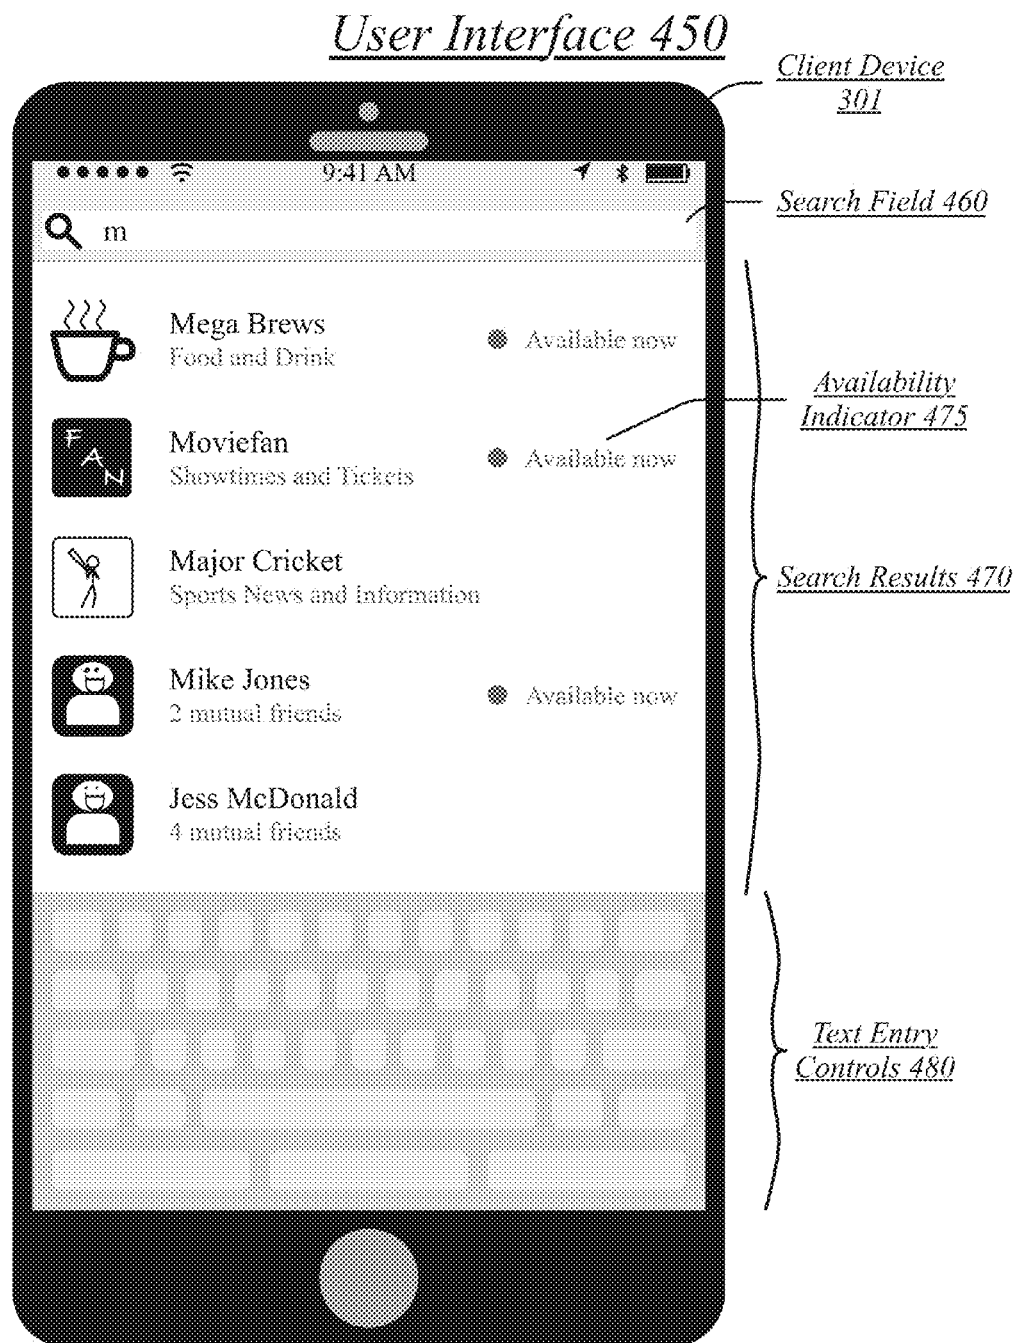 User Interface 450
Client Device
301
9:41 AM
Search Field 460
m
Mega Brews
Food and Drink
Available now
Availability
Indicator 475
F
A
N
Moviefan
Showtimes and Tickets
Available now
Major Cricket
Sports News and Information
Search Results 470
Mike Jones
2 mutual friends
Available now
Jess McDonald
4 mutual friends
Text Entry
Controls 480